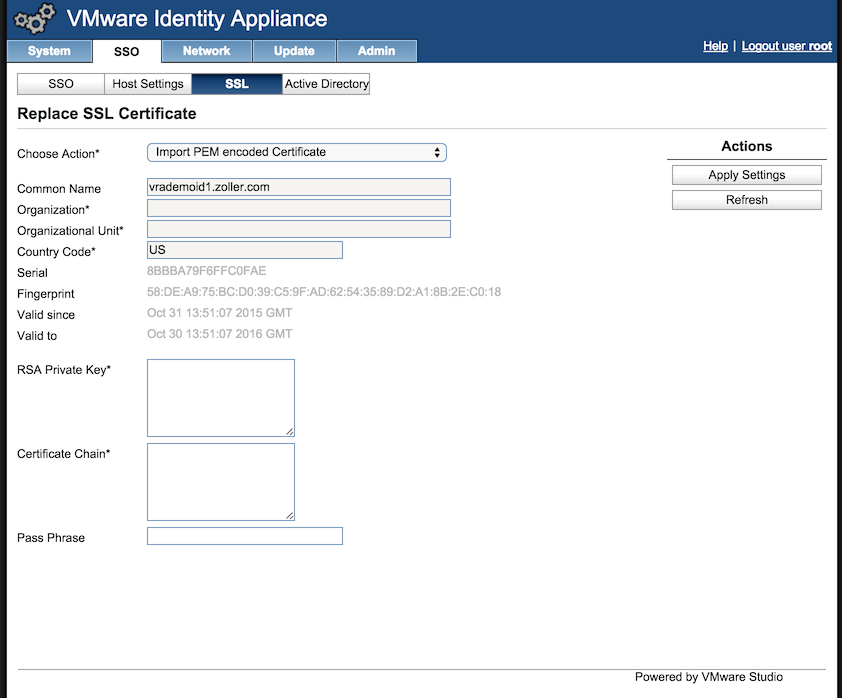 VMware Identity Appliance
System SSO Network Update Admin
Help | Logout user root
SSO Host Settings SSL Active Directory
Replace SSL Certificate
Choose Action* Import PEM encoded Certificate
Common Name vrademoid1.zoller.com
Organization*
Organizational Unit*
Country Code* US
Serial 8BBBA79F6FFC0FAE
Fingerprint 58:DE:A9:75:BC:D0:39:C5:9F:AD:62:54:35:89:D2:A1:8B:2E:C0:18
Valid since Oct 31 13:51:07 2015 GMT
Valid to Oct 30 13:51:07 2016 GMT
RSA Private Key*
Certificate Chain*
Pass Phrase
Actions
Apply Settings
Refresh
Powered by VMware Studio